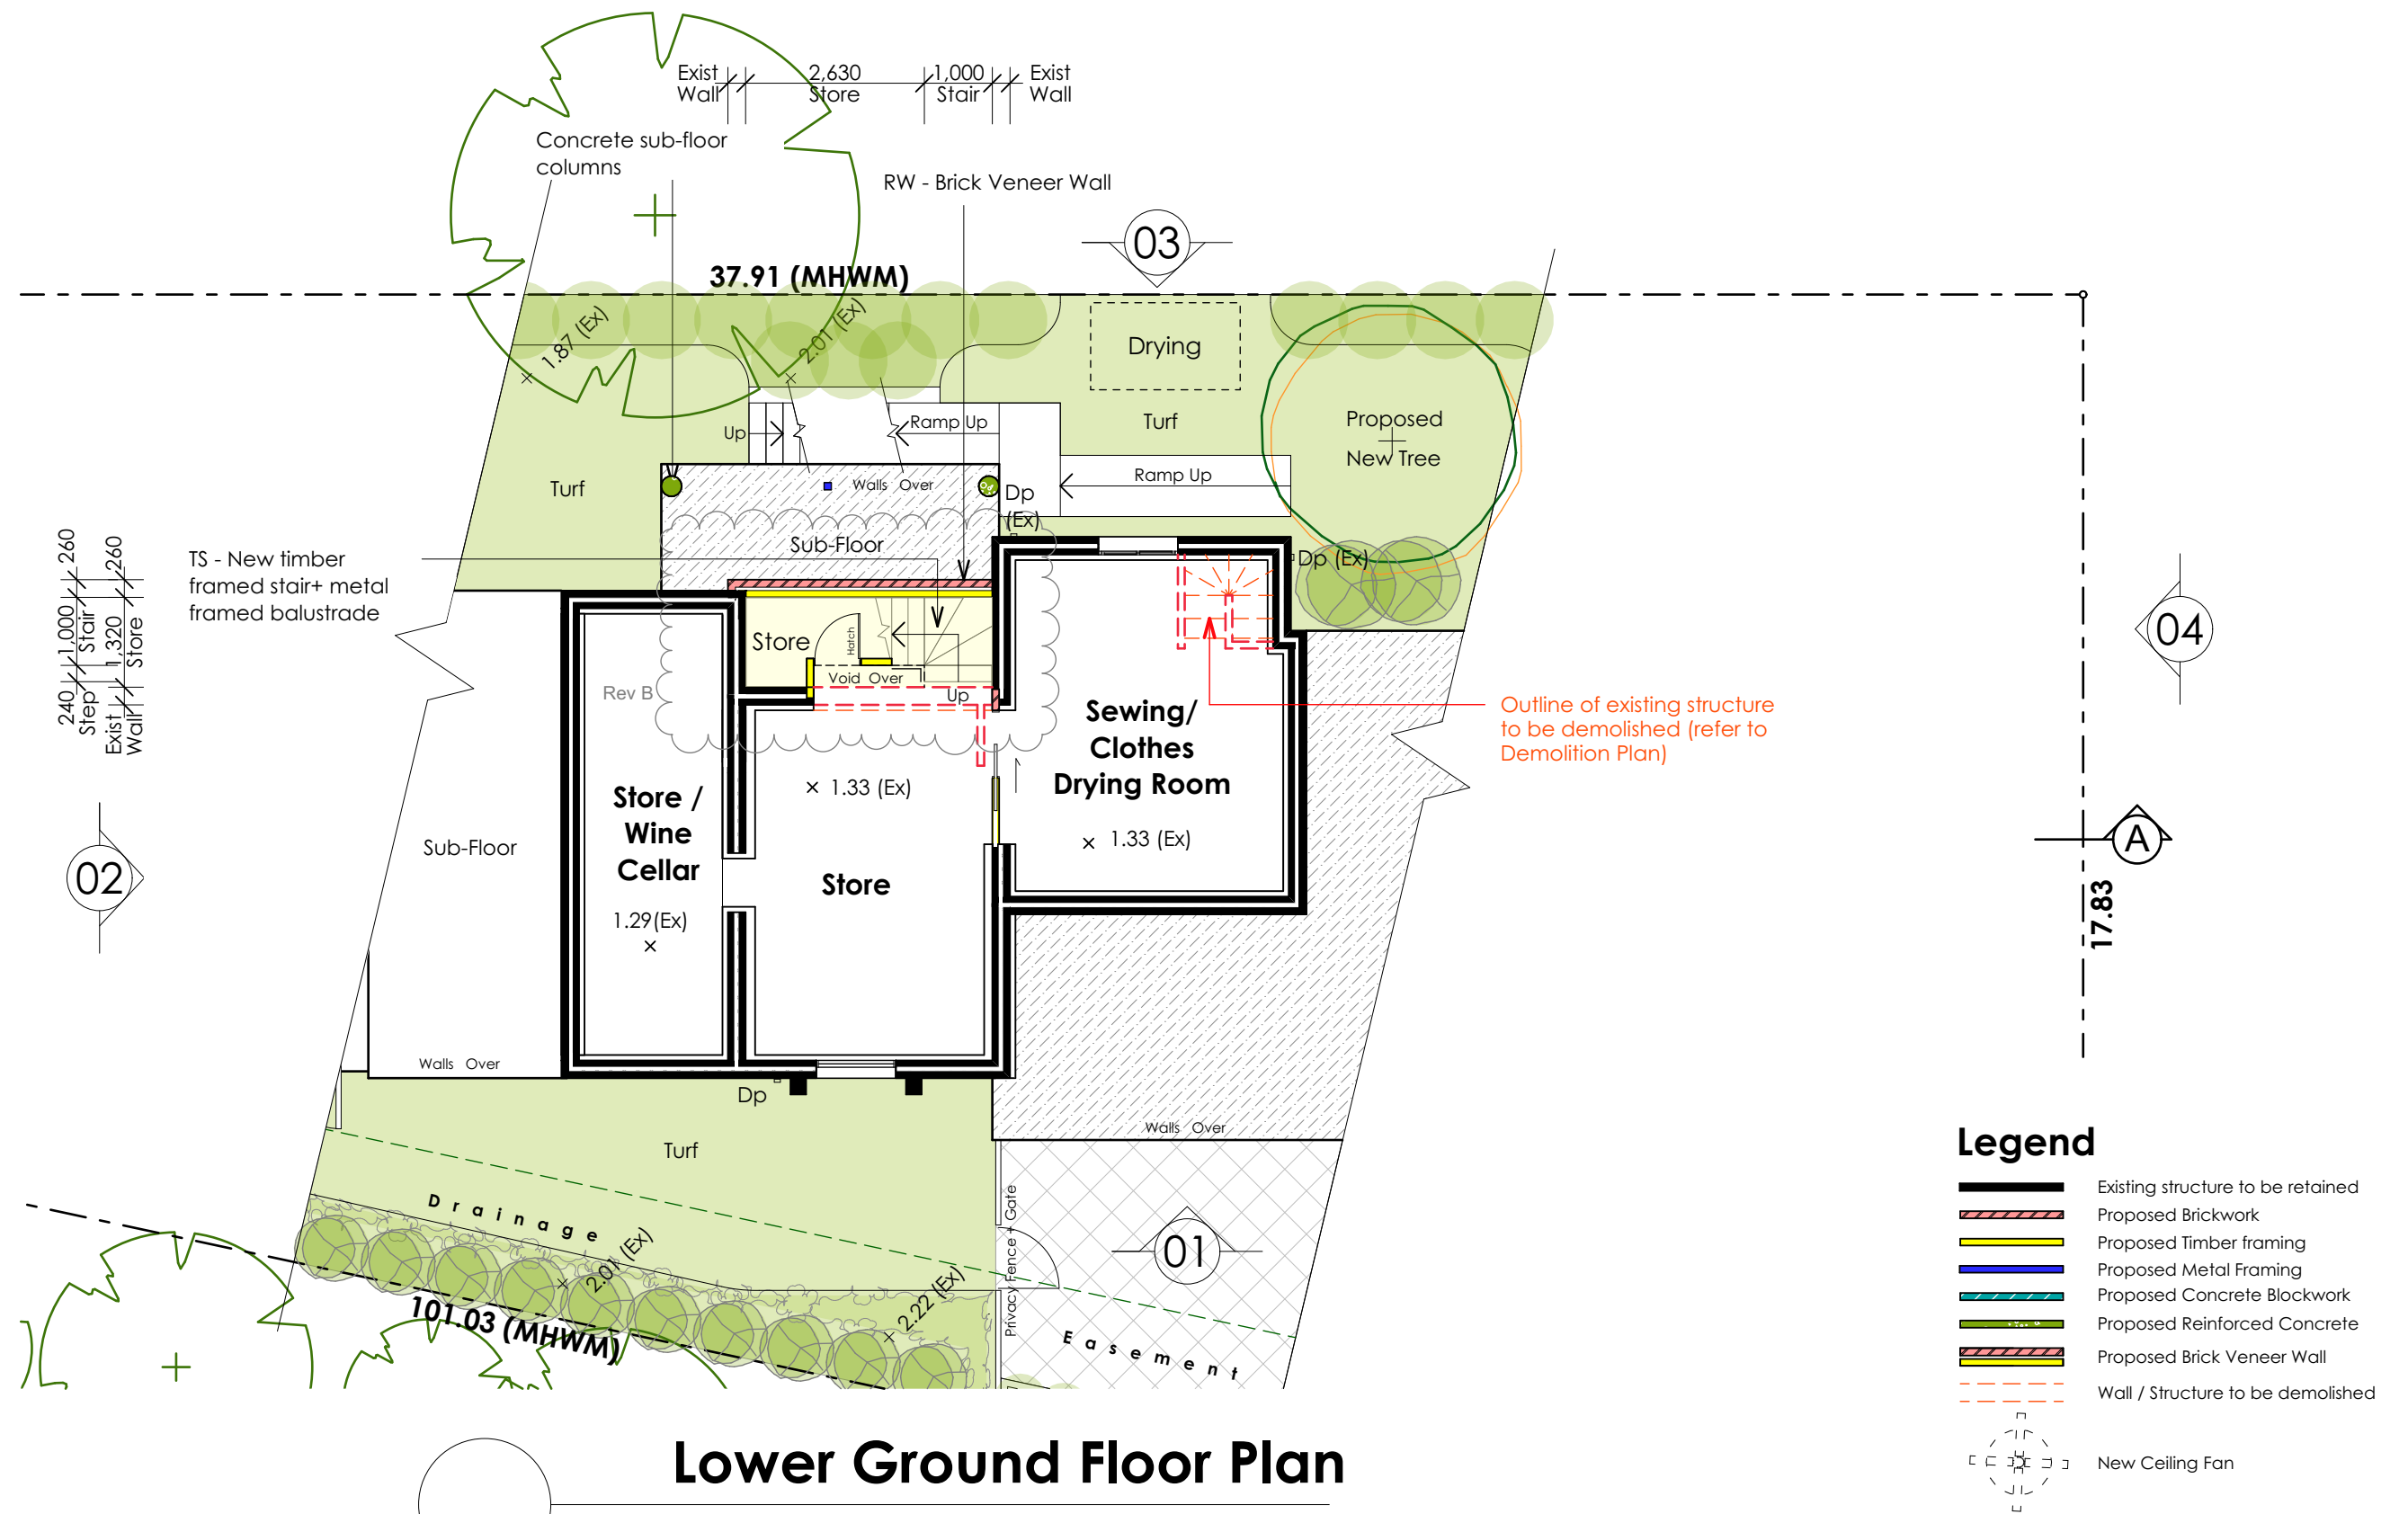 Exist
Wall
2,630
Store
1,000
Stair
Exist
Wall
Concrete sub-floor
columns
RW - Brick Veneer Wall
03
37.91 (MHWM)
1.87 (Ex)
2.01 (Ex)
Drying
Turf
Proposed
New Tree
Up
Ramp Up
Ramp Up
Turf
Walls Over
Dp
(Ex)
Sub-Floor
Dp (Ex)
TS - New timber
framed stair+ metal
framed balustrade
260
1,000
Stair
240
Step
260
1,320
Store
Exist
Wall
04
Store
Hatch
Void Over
Up
Rev B
Sewing/
Clothes
Drying Room
1.33 (Ex)
Outline of existing structure
to be demolished (refer to
Demolition Plan)
Store /
Wine
Cellar
1.29(Ex)
1.33 (Ex)
Store
Sub-Floor
02
A
17.83
Walls Over
Dp
Turf
Walls Over
Drainage
2.01 (Ex)
2.22 (Ex)
101.03 (MHWM)
Privacy Fence + Gate
01
Easement
Legend
Existing structure to be retained
Proposed Brickwork
Proposed Timber framing
Proposed Metal Framing
Proposed Concrete Blockwork
Proposed Reinforced Concrete
Proposed Brick Veneer Wall
Wall / Structure to be demolished
New Ceiling Fan
Lower Ground Floor Plan